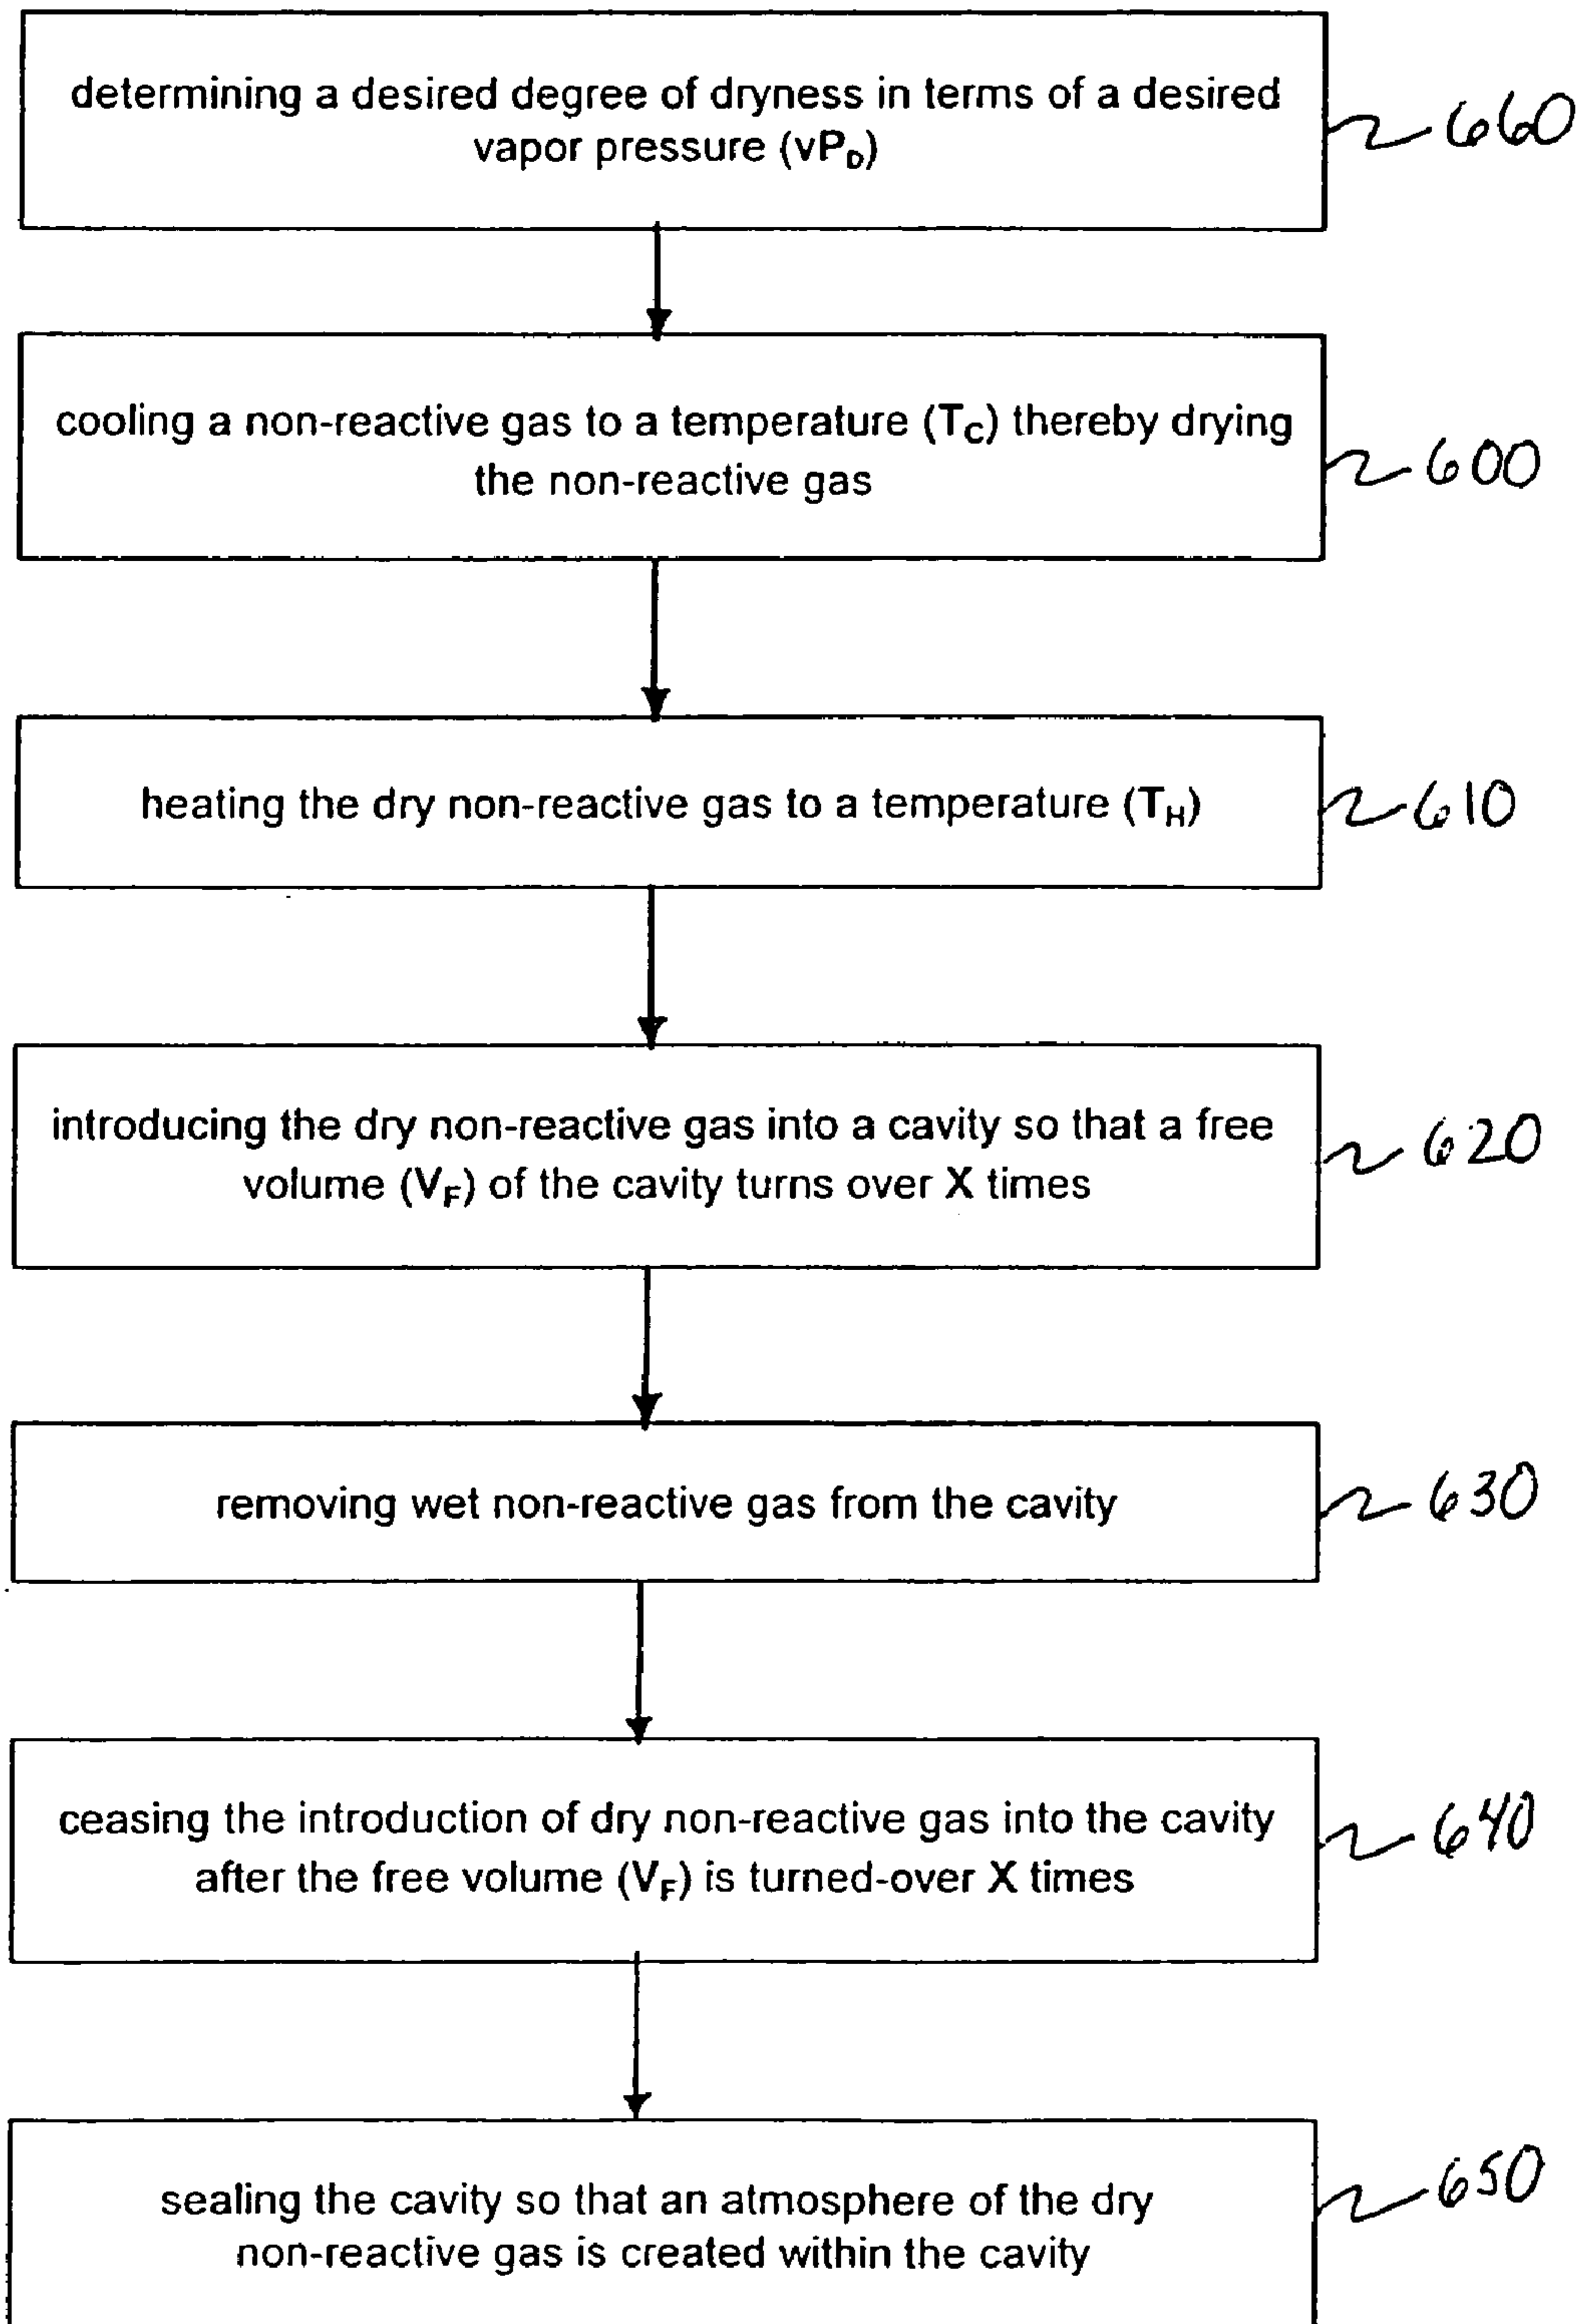 determining a desired degree of dryness in terms of a desired
vapor pressure (vP_D)
660
cooling a non-reactive gas to a temperature (T_C) thereby drying
the non-reactive gas
600
heating the dry non-reactive gas to a temperature (T_H)
610
introducing the dry non-reactive gas into a cavity so that a free
volume (V_F) of the cavity turns over X times
620
removing wet non-reactive gas from the cavity
630
ceasing the introduction of dry non-reactive gas into the cavity
after the free volume (V_F) is turned-over X times
640
sealing the cavity so that an atmosphere of the dry
non-reactive gas is created within the cavity
650